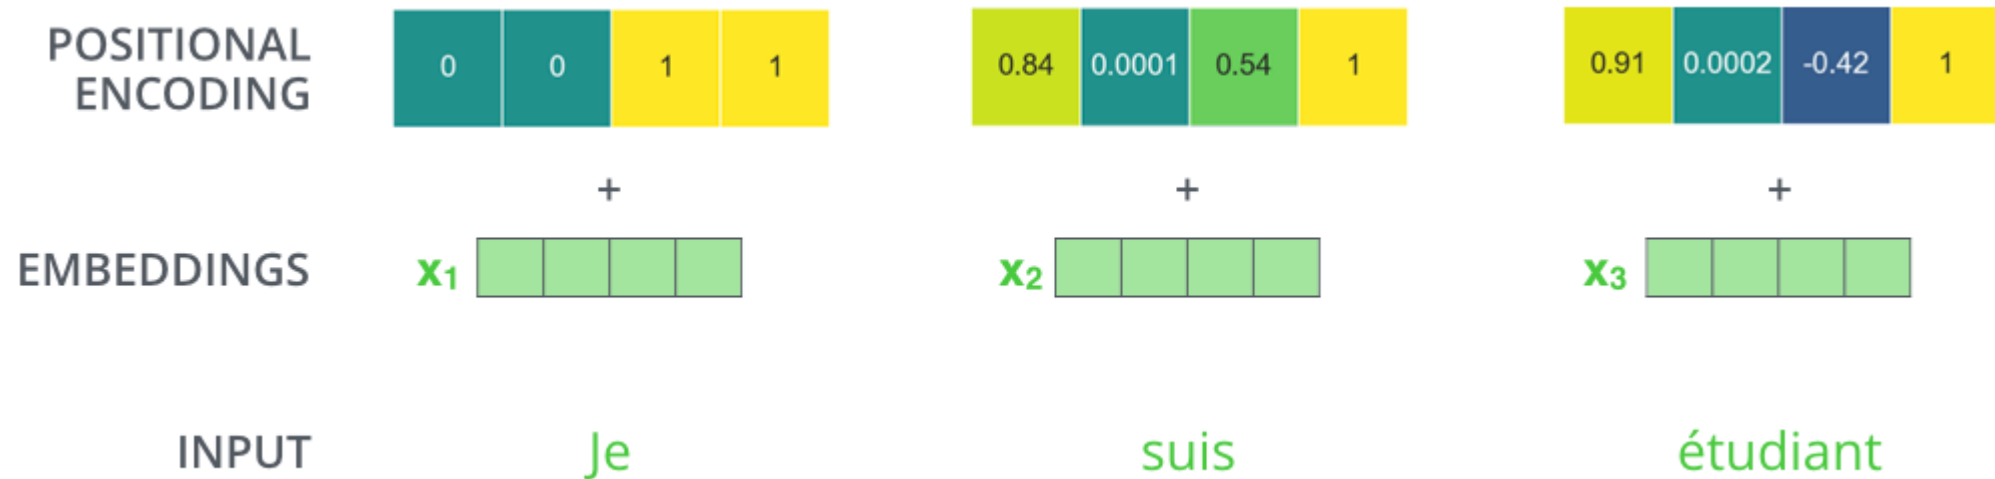 POSITIONAL
ENCODING
0 0 1 1
0.84 0.0001 0.54 1
0.91 0.0002 -0.42 1
+ + +
EMBEDDINGS x1 x2 x3
INPUT Je suis étudiant